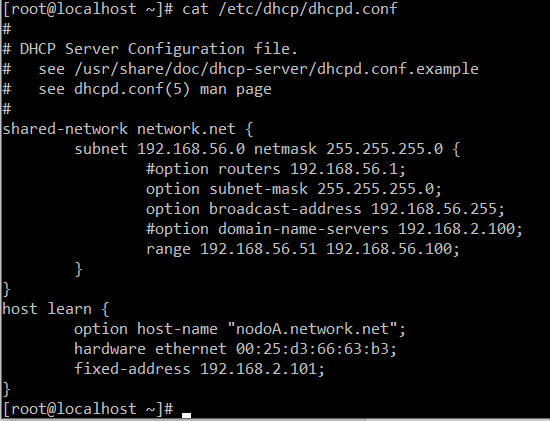 [root@localhost ~]# cat /etc/dhcp/dhcpd.conf
#
# DHCP Server Configuration file.
#   see /usr/share/doc/dhcp-server/dhcpd.conf.example
#   see dhcpd.conf(5) man page
#
shared-network network.net {
        subnet 192.168.56.0 netmask 255.255.255.0 {
                #option routers 192.168.56.1;
                option subnet-mask 255.255.255.0;
                option broadcast-address 192.168.56.255;
                #option domain-name-servers 192.168.2.100;
                range 192.168.56.51 192.168.56.100;
        }
}
host learn {
        option host-name "nodoA.network.net";
        hardware ethernet 00:25:d3:66:63:b3;
        fixed-address 192.168.2.101;
}
[root@localhost ~]#